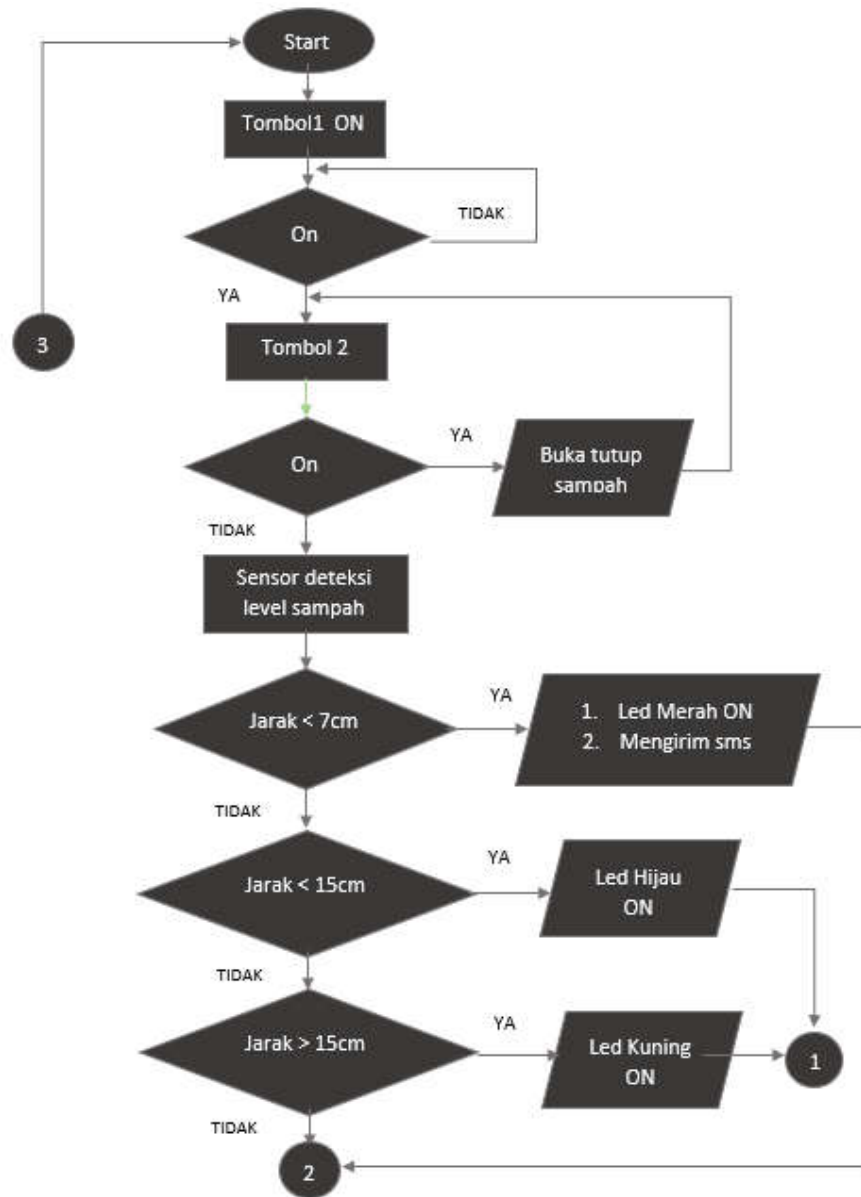 Start
Tombol1 ON
TIDAK
On
YA
3
Tombol 2
YA
On
Buka tutup
sampah
TIDAK
Sensor deteksi
level sampah
YA
Jarak < 7cm
1. Led Merah ON
2. Mengirim sms
TIDAK
YA
Jarak < 15cm
Led Hijau
ON
TIDAK
YA
Jarak > 15cm
Led Kuning
ON
1
TIDAK
2